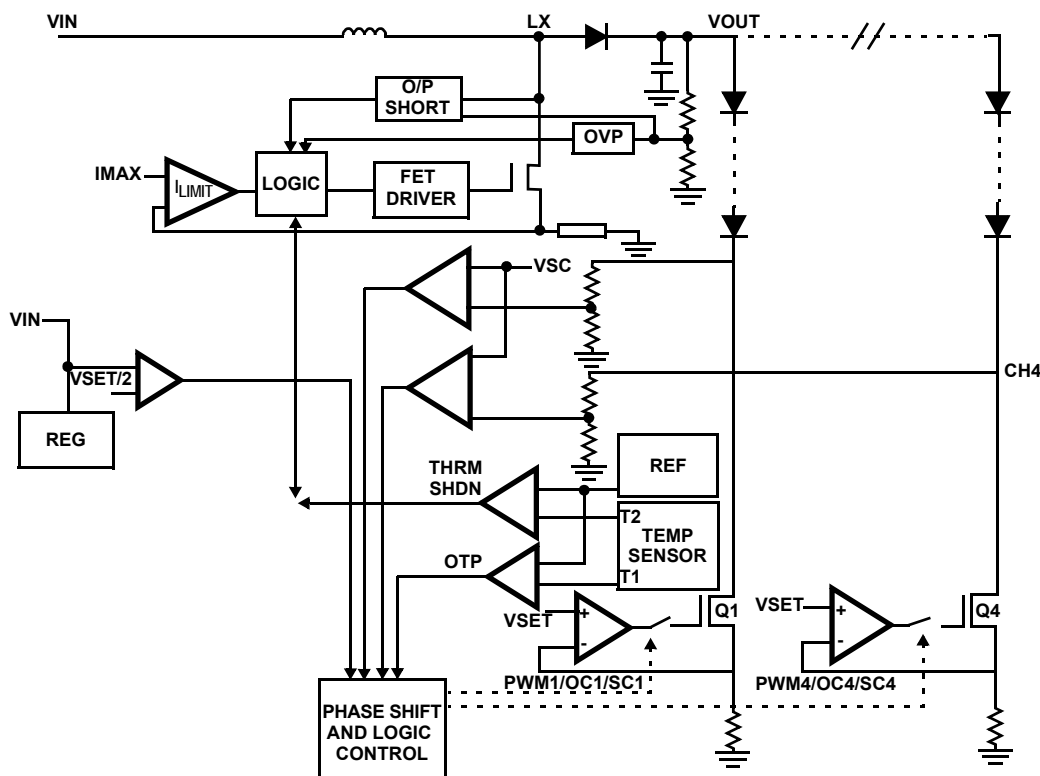 VIN
LX
VOUT
O/P
SHORT
OVP
IMAX
ILIMIT
LOGIC
FET
DRIVER
VSC
VIN
VSET/2
REG
CH4
THRM
SHDN
REF
T2
TEMP
SENSOR
T1
OTP
VSET
+
-
Q1
VSET
+
-
Q4
PWM1/OC1/SC1
PWM4/OC4/SC4
PHASE SHIFT
AND LOGIC
CONTROL